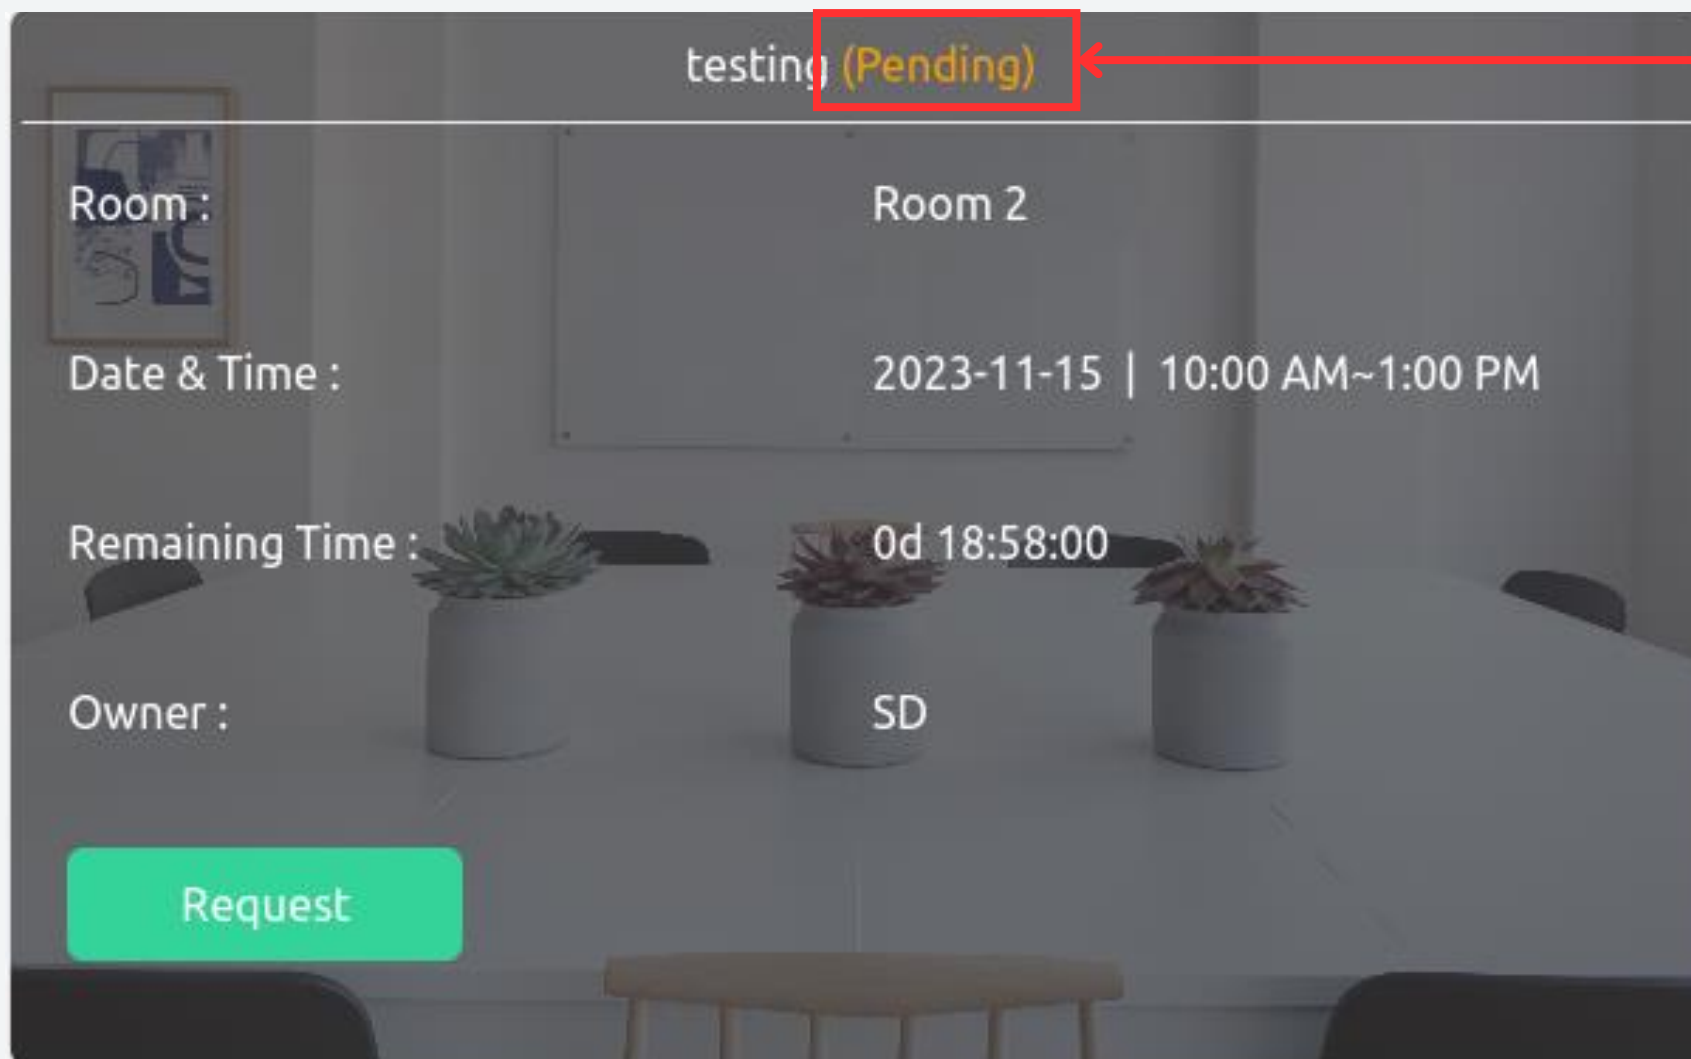 testing (Pending)
Room : Room 2
Date & Time : 2023-11-15 | 10:00 AM~1:00 PM
Remaining Time : 0d 18:58:00
Owner : SD
Request